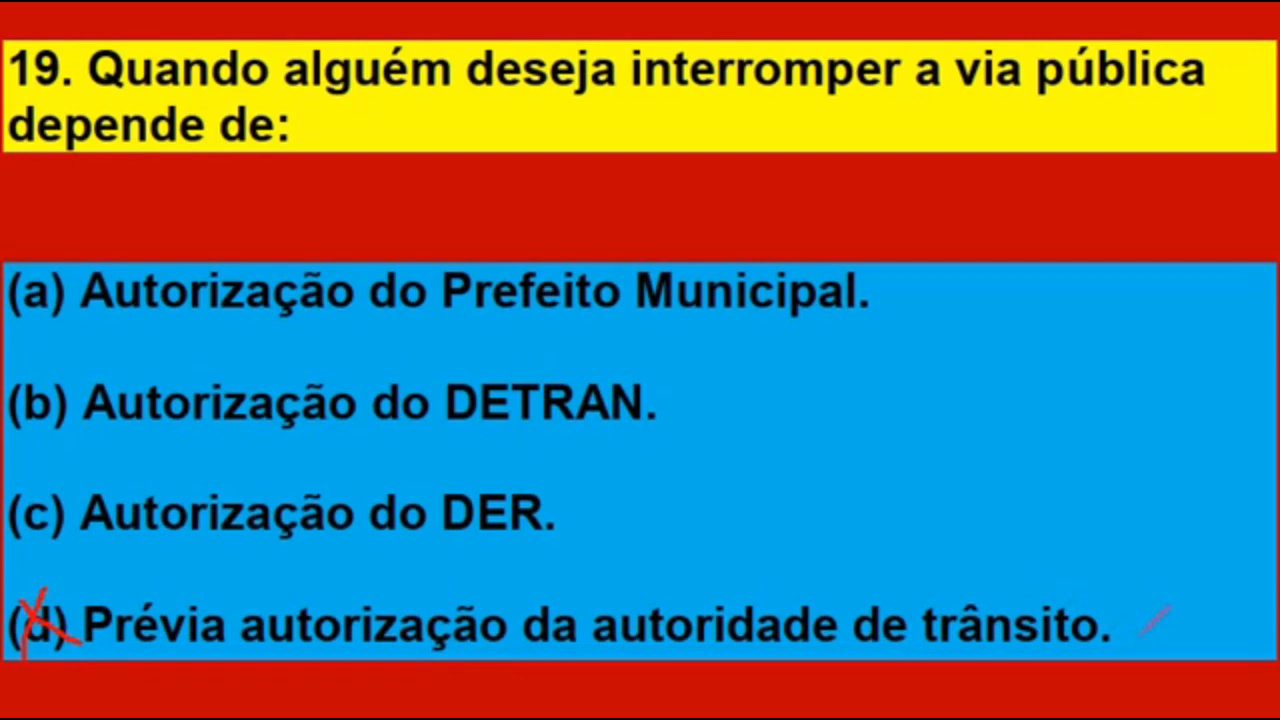 19. Quando alguém deseja interromper a via pública
depende de:
(a) Autorização do Prefeito Municipal.
(b) Autorização do DETRAN.
(c) Autorização do DER.
(d) Prévia autorização da autoridade de trânsito.